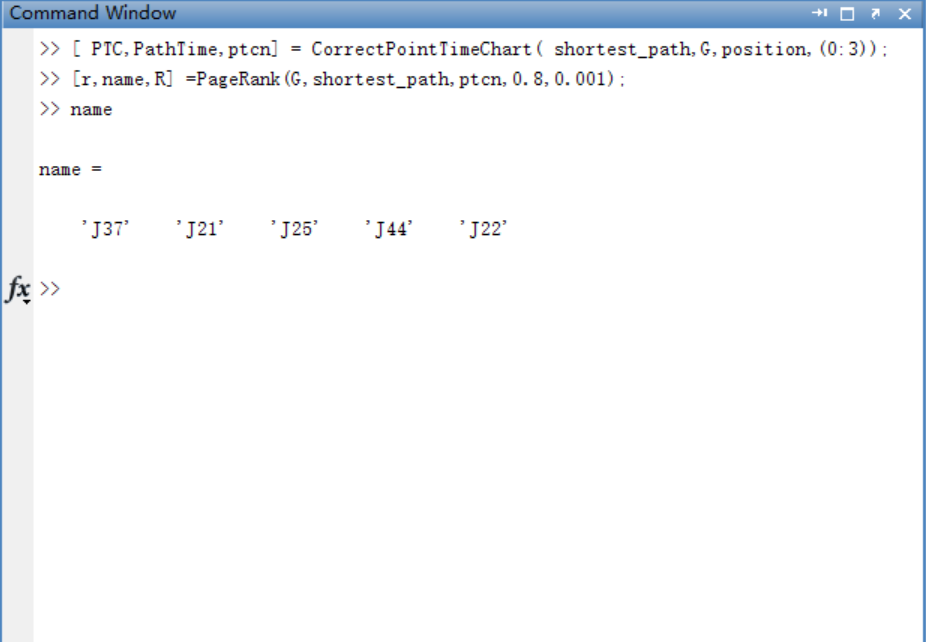 Command Window
>> [ PTC,PathTime,ptcn] = CorrectPointTimeChart( shortest_path,G,position,(0:3));
>> [r,name,R] =PageRank(G,shortest_path,ptcn,0.8,0.001);
>> name
name =
'J37' 'J21' 'J25' 'J44' 'J22'
fx >>